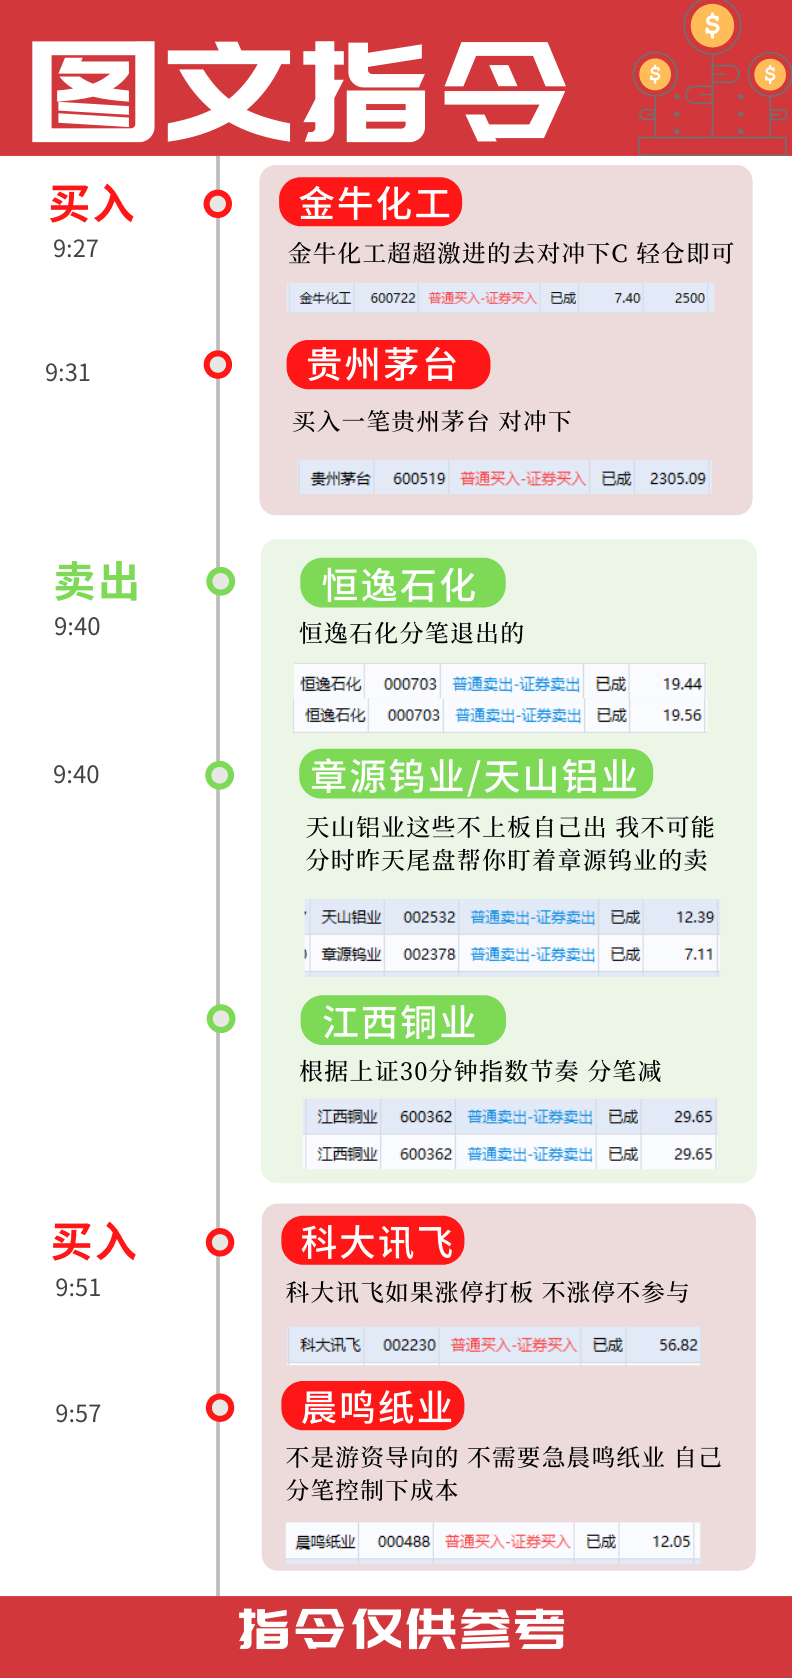 图文指令
买入
9:27
金牛化工
金牛化工超超激进的去对冲下C 轻仓即可
金牛化工 600722 普通买入-证券买入 已成 7.40 2500
9:31
贵州茅台
买入一笔贵州茅台 对冲下
贵州茅台 600519 普通买入-证券买入 已成 2305.09
卖出
9:40
恒逸石化
恒逸石化分笔退出的
恒逸石化 000703 普通卖出-证券卖出 已成 19.44
恒逸石化 000703 普通卖出-证券卖出 已成 19.56
9:40
章源钨业/天山铝业
天山铝业这些不上板自己出 我不可能
分时昨天尾盘帮你盯着章源钨业的卖
天山铝业 002532 普通卖出-证券卖出 已成 12.39
章源钨业 002378 普通卖出-证券卖出 已成 7.11
江西铜业
根据上证30分钟指数节奏 分笔减
江西铜业 600362 普通卖出-证券卖出 已成 29.65
江西铜业 600362 普通卖出-证券卖出 已成 29.65
买入
9:51
科大讯飞
科大讯飞如果涨停打板 不涨停不参与
科大讯飞 002230 普通买入-证券买入 已成 56.82
9:57
晨鸣纸业
不是游资导向的 不需要急晨鸣纸业 自己
分笔控制下成本
晨鸣纸业 000488 普通买入-证券买入 已成 12.05
指令仅供参考